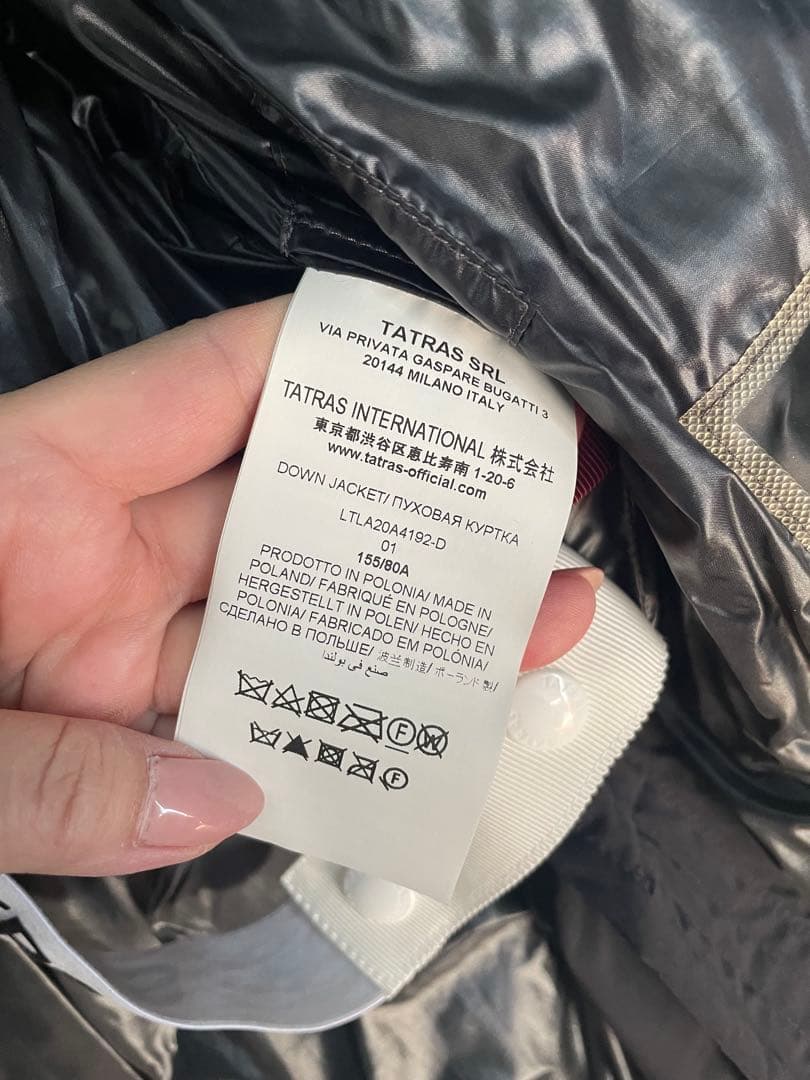 TATRAS SRL
VIA PRIVATA GASPARE BUGATTI 3
20144 MILANO ITALY
TATRAS INTERNATIONAL 株式会社
東京都渋谷区恵比寿南 1-20-6
www.tatras-official.com
DOWN JACKET/ ПУХОВАЯ КУРТКА
LTLA20A4192-D
01
155/80A
PRODOTTO IN POLONIA/ MADE IN
POLAND/ FABRIQUÉ EN POLOGNE/
HERGESTELLT IN POLEN/ HECHO EN
POLONIA/ FABRICADO EM POLÓNIA/
СДЕЛАНО В ПОЛЬШЕ/ 波兰制造/ ポーランド製/
صنع في بولندا
F W
F